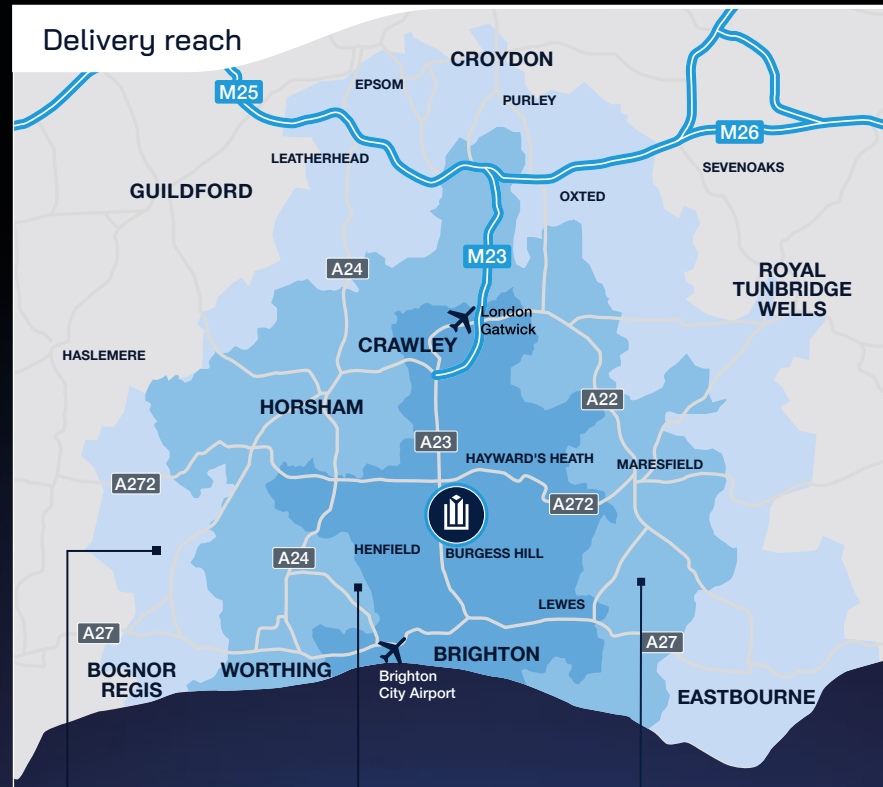 Delivery reach
CROYDON
EPSOM
M25
PURLEY
M26
LEATHERHEAD
SEVENOAKS
GUILDFORD
OXTED
M23
A24
ROYAL
TUNBRIDGE
WELLS
London
Gatwick
CRAWLEY
HASLEMERE
A22
HORSHAM
A23
HAYWARD'S HEATH
MARESFIELD
A272
A272
HENFIELD
BURGESS HILL
A24
LEWES
A27
A27
BOGNOR
REGIS
WORTHING
BRIGHTON
Brighton
City Airport
EASTBOURNE